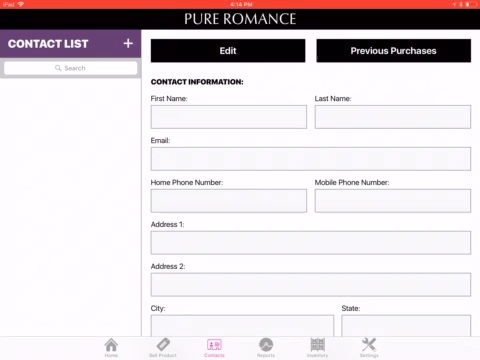 iPad 4:14 PM
PURE ROMANCE
CONTACT LIST +
Search
Edit
Previous Purchases
CONTACT INFORMATION:
First Name: Last Name:
Email:
Home Phone Number: Mobile Phone Number:
Address 1:
Address 2:
City: State:
Home Sell Product Contacts Reports Inventory Settings